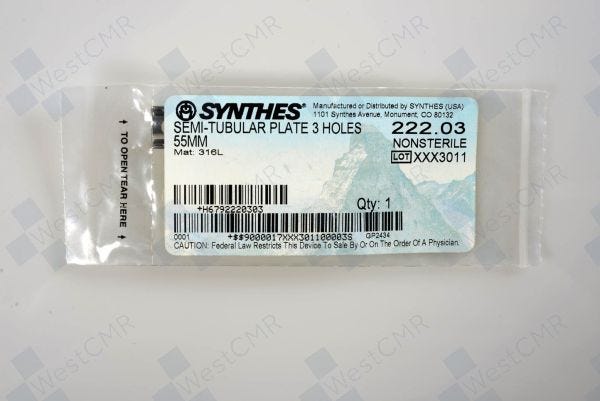 SYNTHES®
Manufactured or Distributed by SYNTHES (USA)
1101 Synthes Avenue, Monument, CO 80132
SEMI-TUBULAR PLATE 3 HOLES
55MM
Mat: 316L
222.03
NONSTERILE
LOT XXX3011
+H6792220303
Qty: 1
0001
+$$9000017XXX301100003S
GP2434
CAUTION: Federal Law Restricts This Device To Sale By Or On The Order Of A Physician.
TO OPEN TEAR HERE
WestCMR